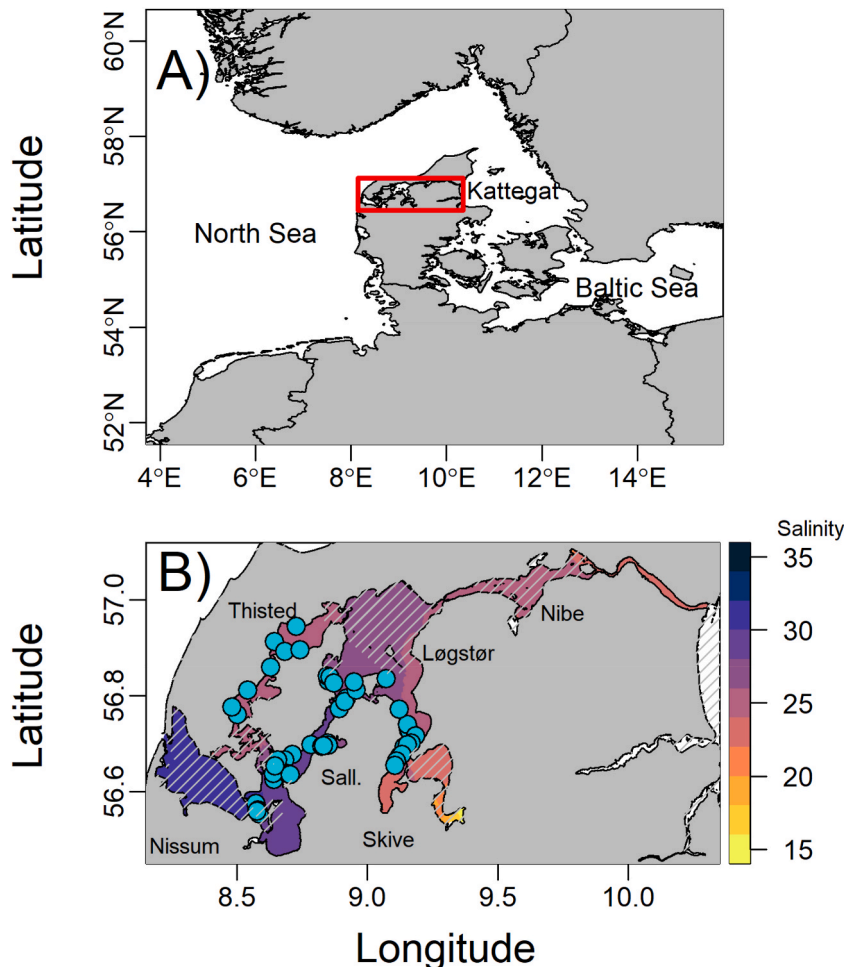 A)
60°N
58°N
56°N
54°N
52°N
Latitude
Kattegat
North Sea
Baltic Sea
4°E 6°E 8°E 10°E 12°E 14°E
B)
Salinity
35
30
25
20
15
57.0
56.8
56.6
Latitude
Thisted
Nibe
Løgstør
Sall.
Nissum
Skive
8.5 9.0 9.5 10.0
Longitude